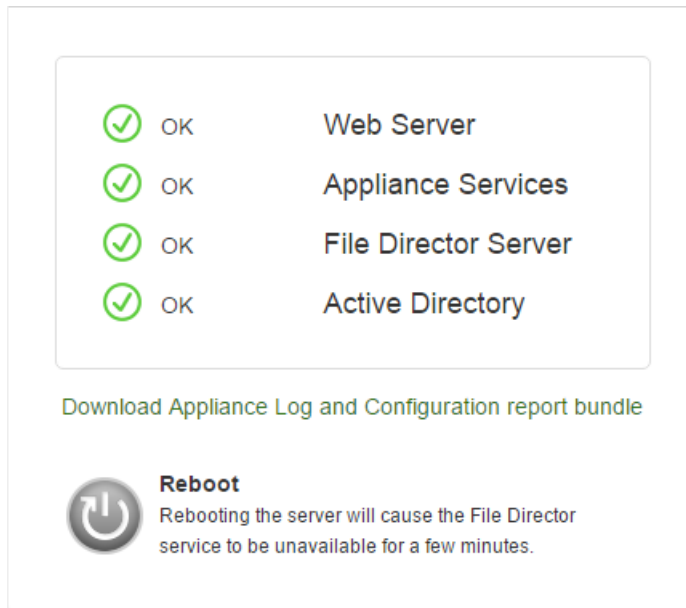 OK Web Server
OK Appliance Services
OK File Director Server
OK Active Directory
Download Appliance Log and Configuration report bundle
Reboot
Rebooting the server will cause the File Director
service to be unavailable for a few minutes.